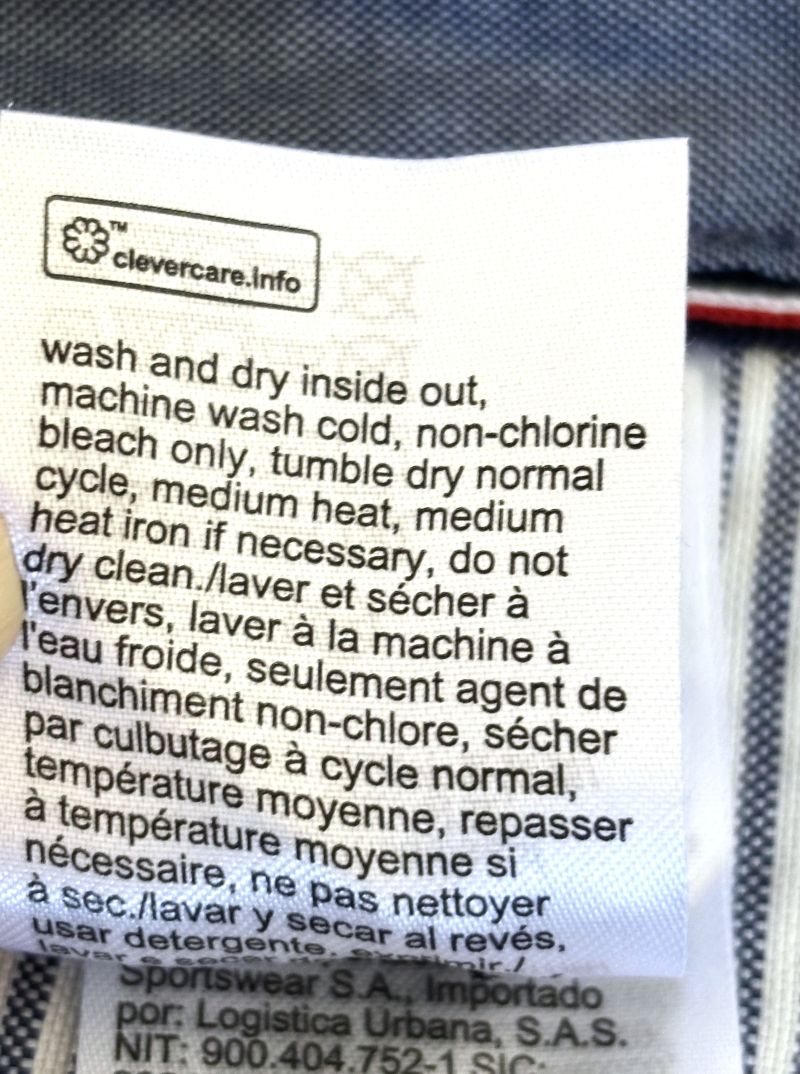 TM
clevercare.info
wash and dry inside out,
machine wash cold, non-chlorine
bleach only, tumble dry normal
cycle, medium heat, medium
heat iron if necessary, do not
dry clean./laver et sécher à
l'envers, laver à la machine à
l'eau froide, seulement agent de
blanchiment non-chlore, sécher
par culbutage à cycle normal,
température moyenne, repasser
à température moyenne si
nécessaire, ne pas nettoyer
à sec./lavar y secar al revés,
usar detergente, exprimir./
lavar e secar
Sportswear S.A., Importado
por: Logistica Urbana, S.A.S.
NIT: 900.404.752-1 SIC: